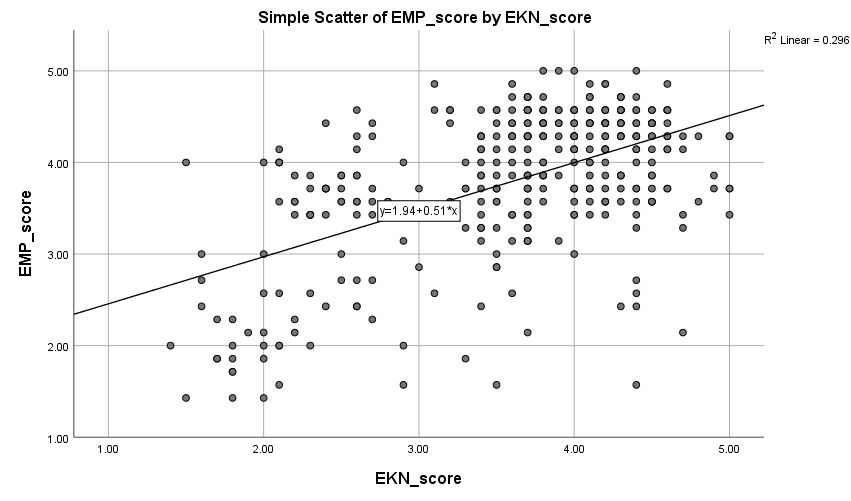 Simple Scatter of EMP_score by EKN_score
R2 Linear = 0.296
5.00
4.00
3.00
2.00
1.00
EMP_score
y=1.94+0.51*x
1.00 2.00 3.00 4.00 5.00
EKN_score